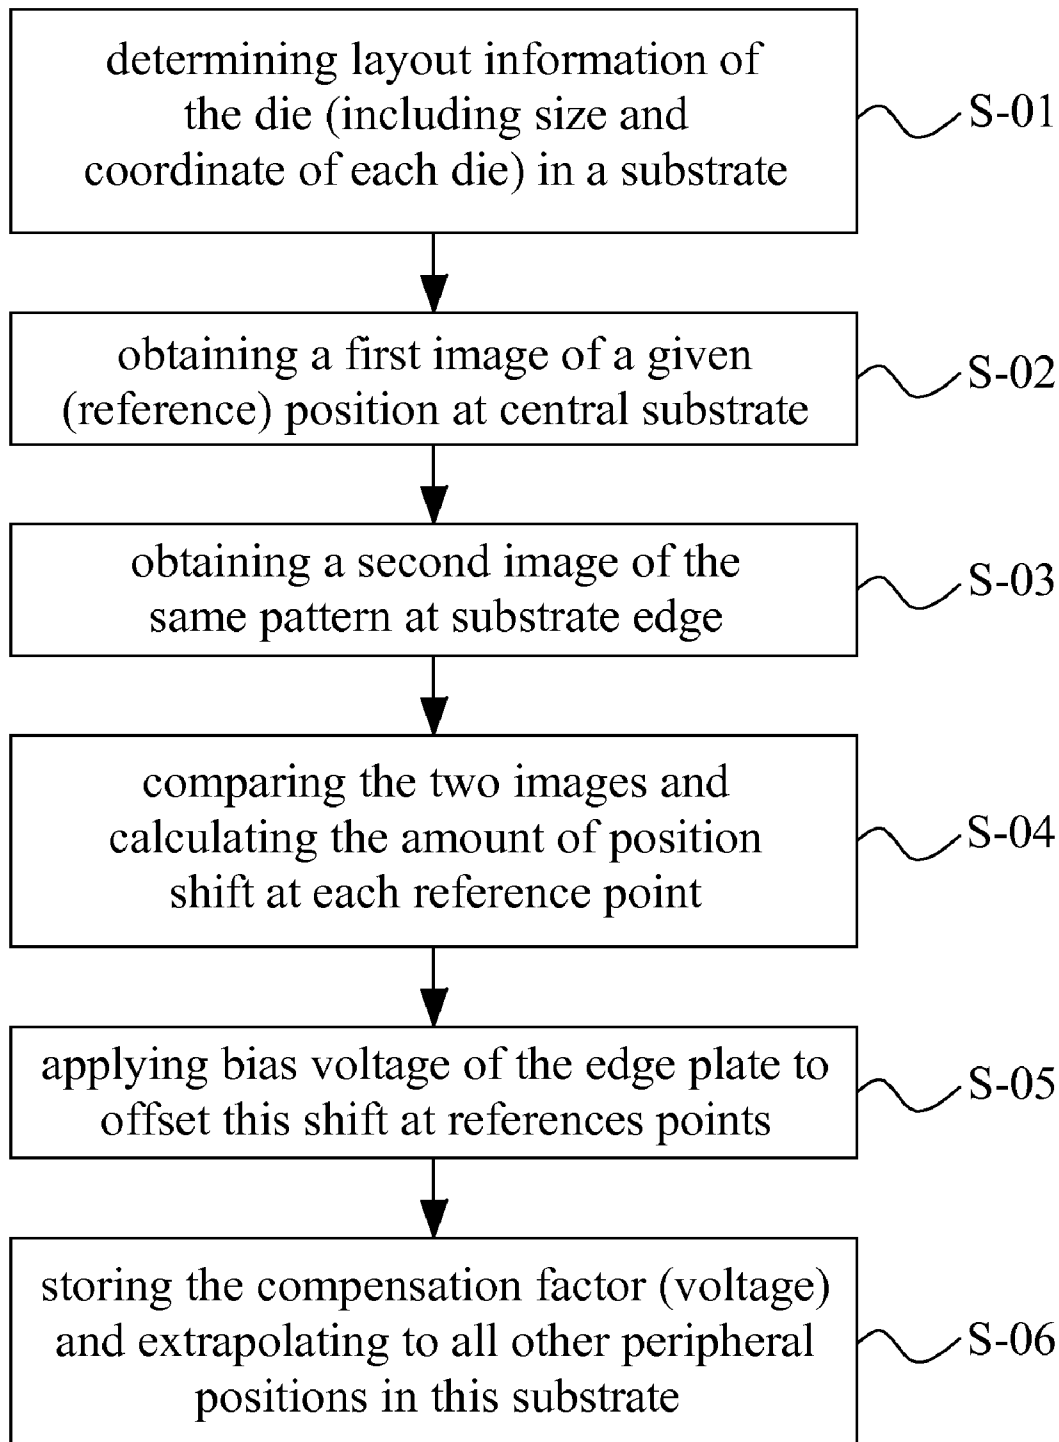 determining layout information of
the die (including size and
coordinate of each die) in a substrate
S-01
obtaining a first image of a given
(reference) position at central substrate
S-02
obtaining a second image of the
same pattern at substrate edge
S-03
comparing the two images and
calculating the amount of position
shift at each reference point
S-04
applying bias voltage of the edge plate to
offset this shift at references points
S-05
storing the compensation factor (voltage)
and extrapolating to all other peripheral
positions in this substrate
S-06